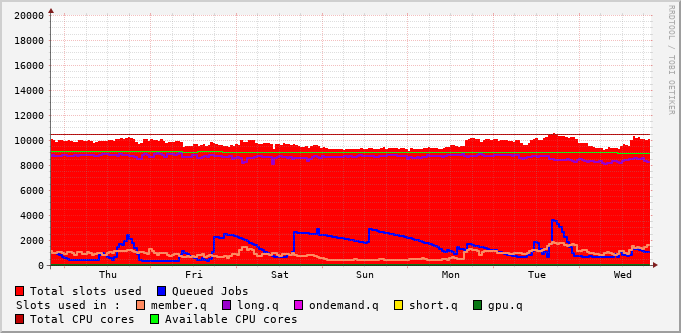 RRDTOOL / TOBI OETIKER
20000
18000
16000
14000
12000
10000
8000
6000
4000
2000
0
Thu Fri Sat Sun Mon Tue Wed
Total slots used Queued Jobs
Slots used in : member.q long.q ondemand.q short.q gpu.q
Total CPU cores Available CPU cores